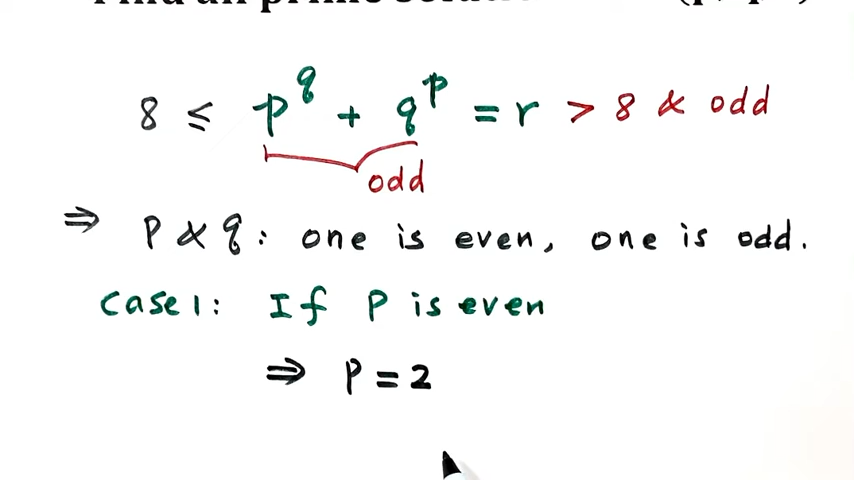 8 ≤ p^q + q^p = r > 8 & odd
odd
⇒ P & q: one is even, one is odd.
Case 1: If P is even
⇒ P = 2